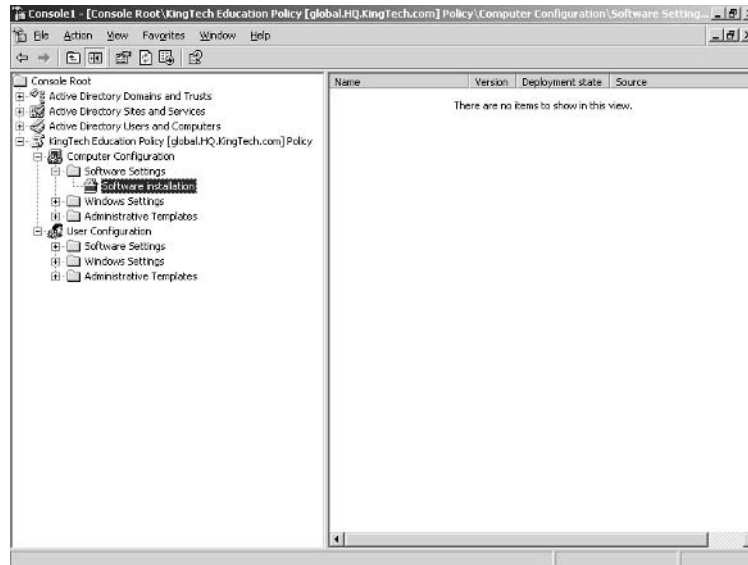 Console1 - [Console Root\KingTech Education Policy [global.HQ.KingTech.com] Policy\Computer Configuration\Software Setting...
File Action View Favorites Window Help
Console Root
Active Directory Domains and Trusts
Active Directory Sites and Services
Active Directory Users and Computers
KingTech Education Policy [global.HQ.KingTech.com] Policy
Computer Configuration
Software Settings
Software installation
Windows Settings
Administrative Templates
User Configuration
Software Settings
Windows Settings
Administrative Templates
Name Version Deployment state Source
There are no items to show in this view.